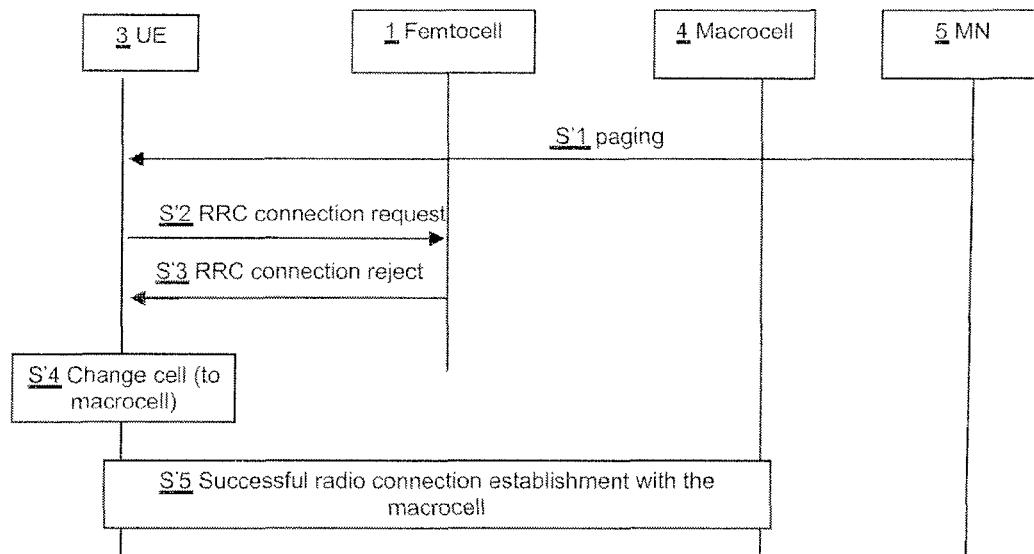 3 UE
1 Femtocell
4 Macrocell
5 MN
S'1 paging
S'2 RRC connection request
S'3 RRC connection reject
S'4 Change cell (to
macrocell)
S'5 Successful radio connection establishment with the
macrocell